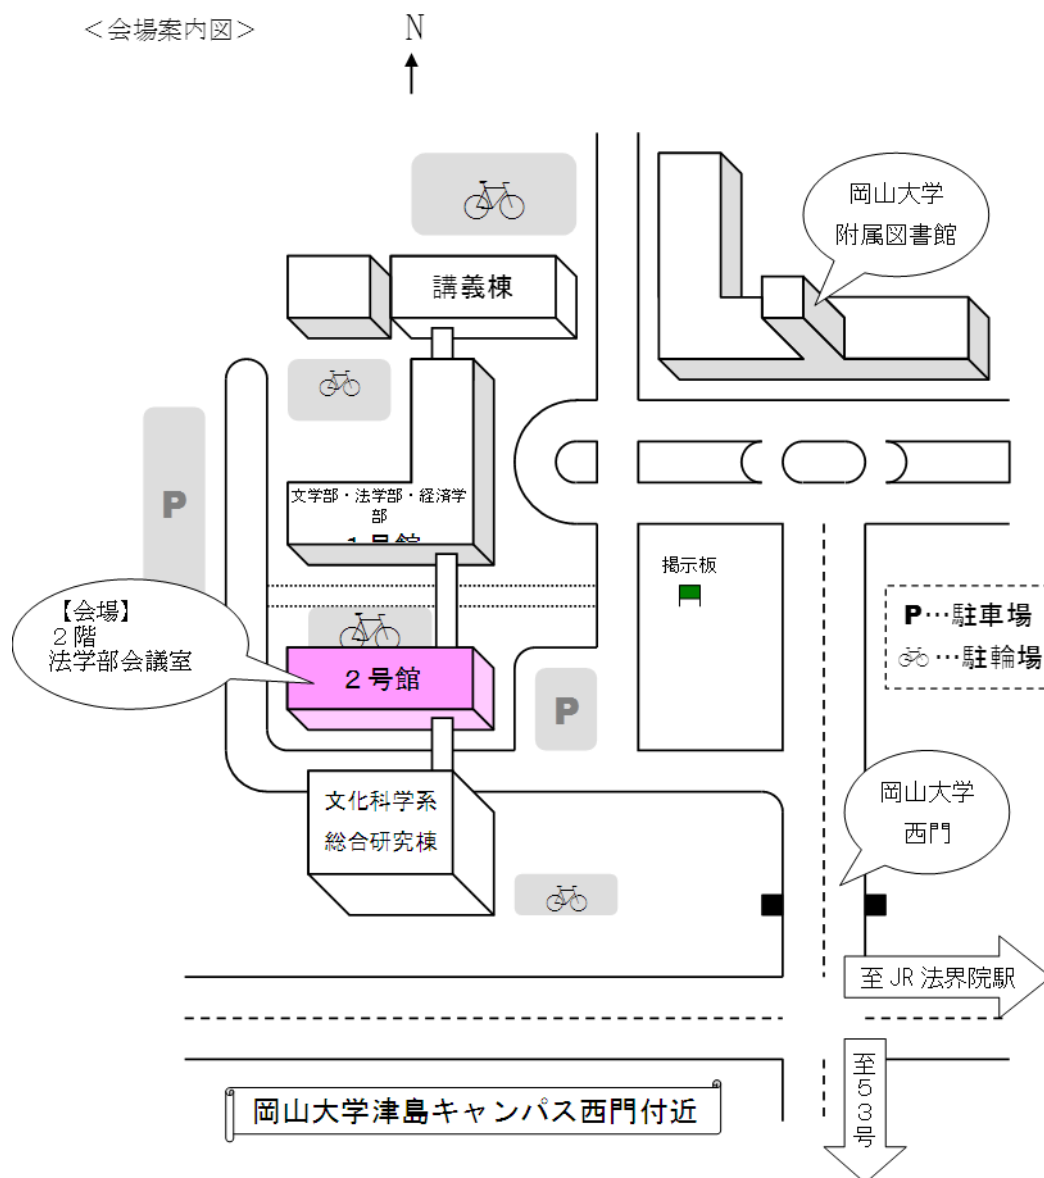 ＜会場案内図＞
N
岡山大学
附属図書館
講義棟
P
文学部・法学部・経済学
部
１号館
掲示板
【会場】
２階
法学部会議室
P…駐車場
…駐輪場
２号館
P
岡山大学
西門
文化科学系
総合研究棟
至 JR 法界院駅
至５３号
岡山大学津島キャンパス西門付近